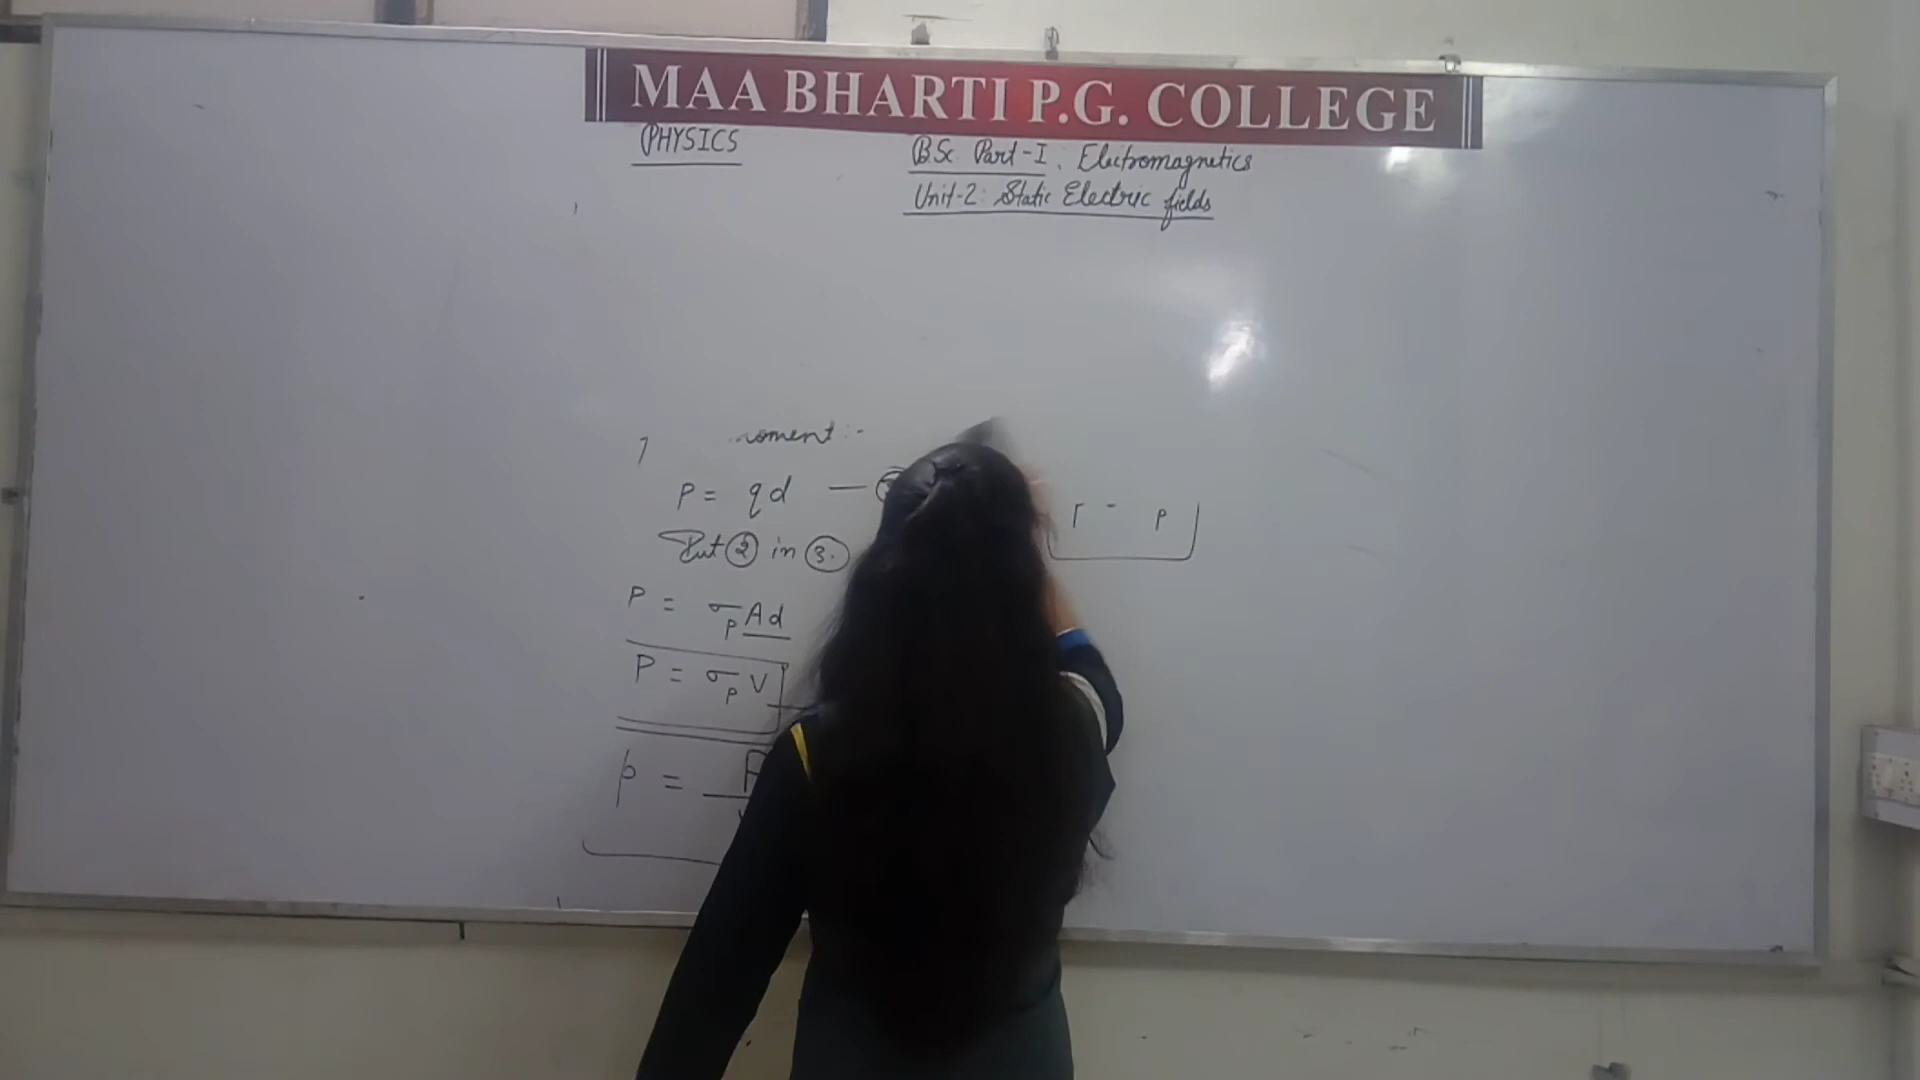 MAA BHARTI P.G. COLLEGE
PHYSICS
BSc Part-I. Electromagnetics
Unit-2: Static Electric fields
moment :-
P = qd —
Put ② in ③.
P = σp Ad
P = σp V
p = P
P